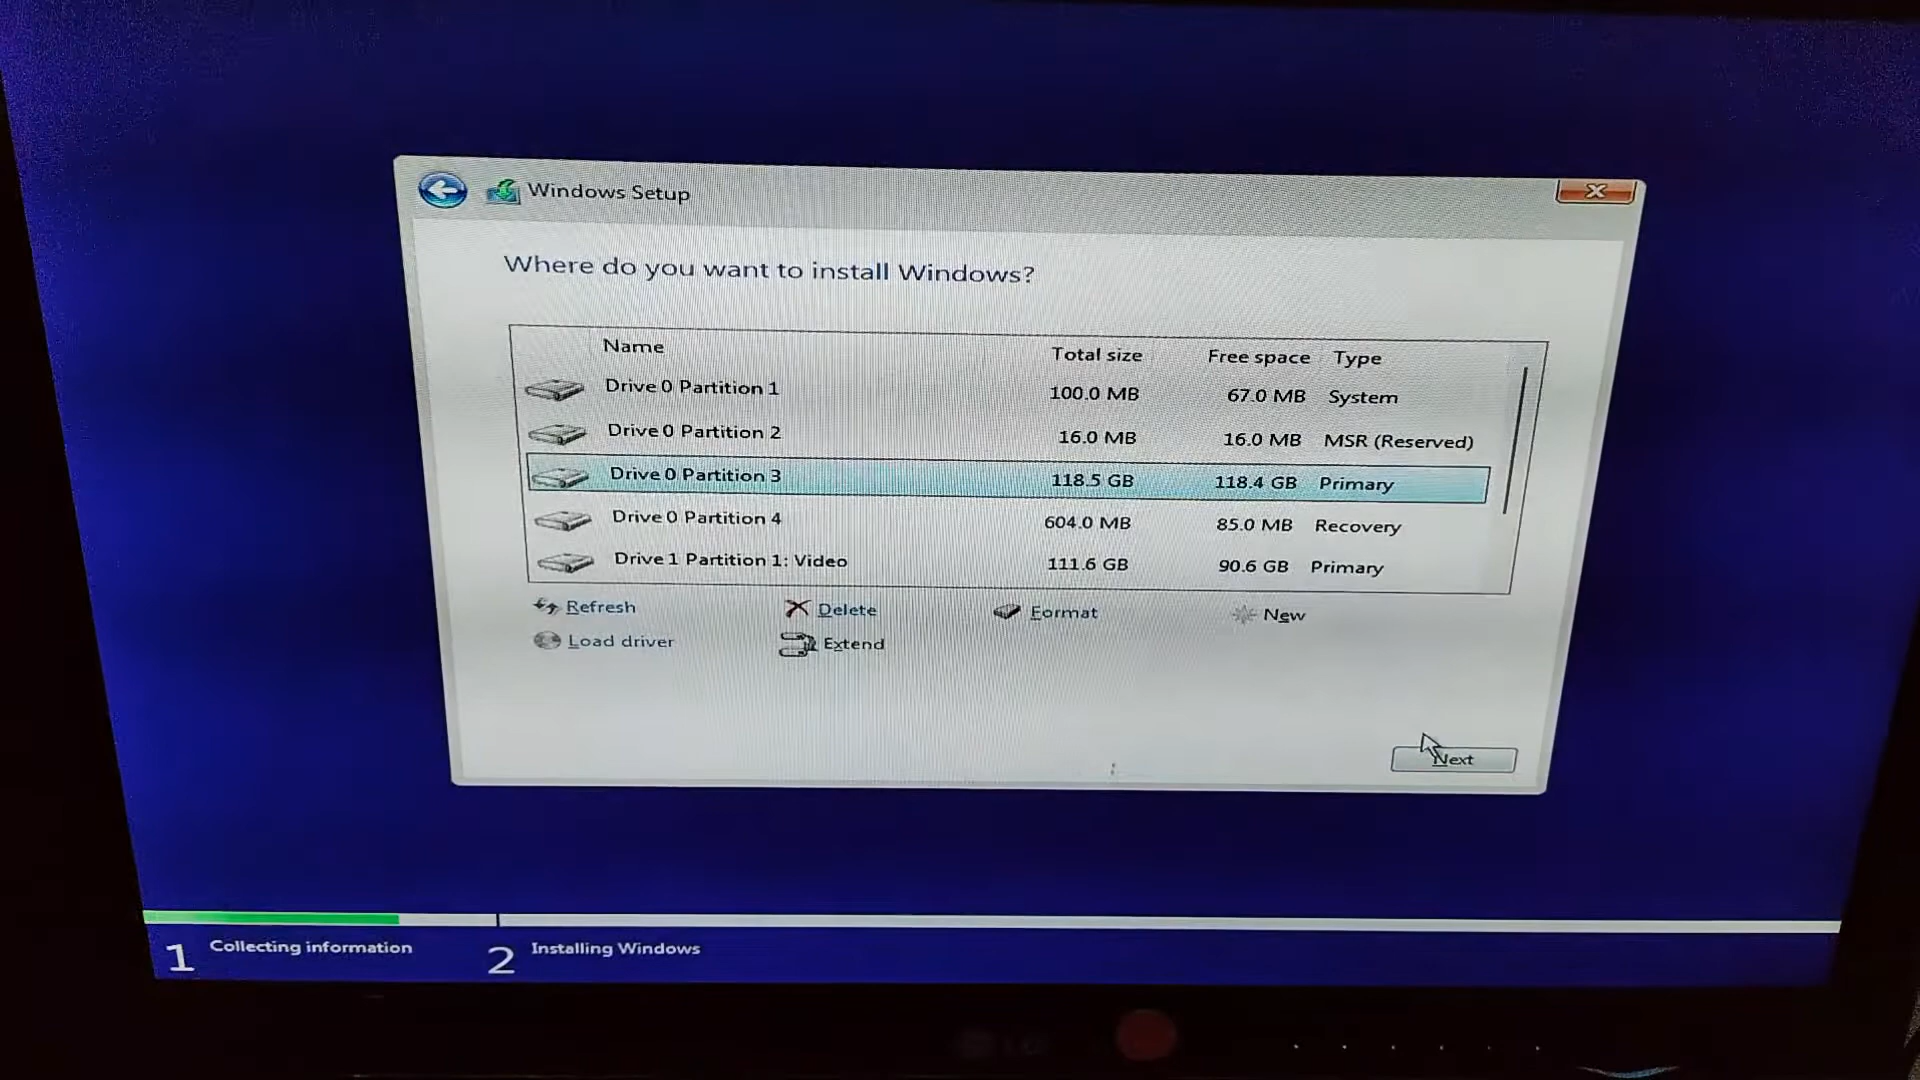 Windows Setup
Where do you want to install Windows?
Name Total size Free space Type
Drive 0 Partition 1 100.0 MB 67.0 MB System
Drive 0 Partition 2 16.0 MB 16.0 MB MSR (Reserved)
Drive 0 Partition 3 118.5 GB 118.4 GB Primary
Drive 0 Partition 4 604.0 MB 85.0 MB Recovery
Drive 1 Partition 1: Video 111.6 GB 90.6 GB Primary
Refresh Delete Format New
Load driver Extend
Next
1 Collecting information 2 Installing Windows